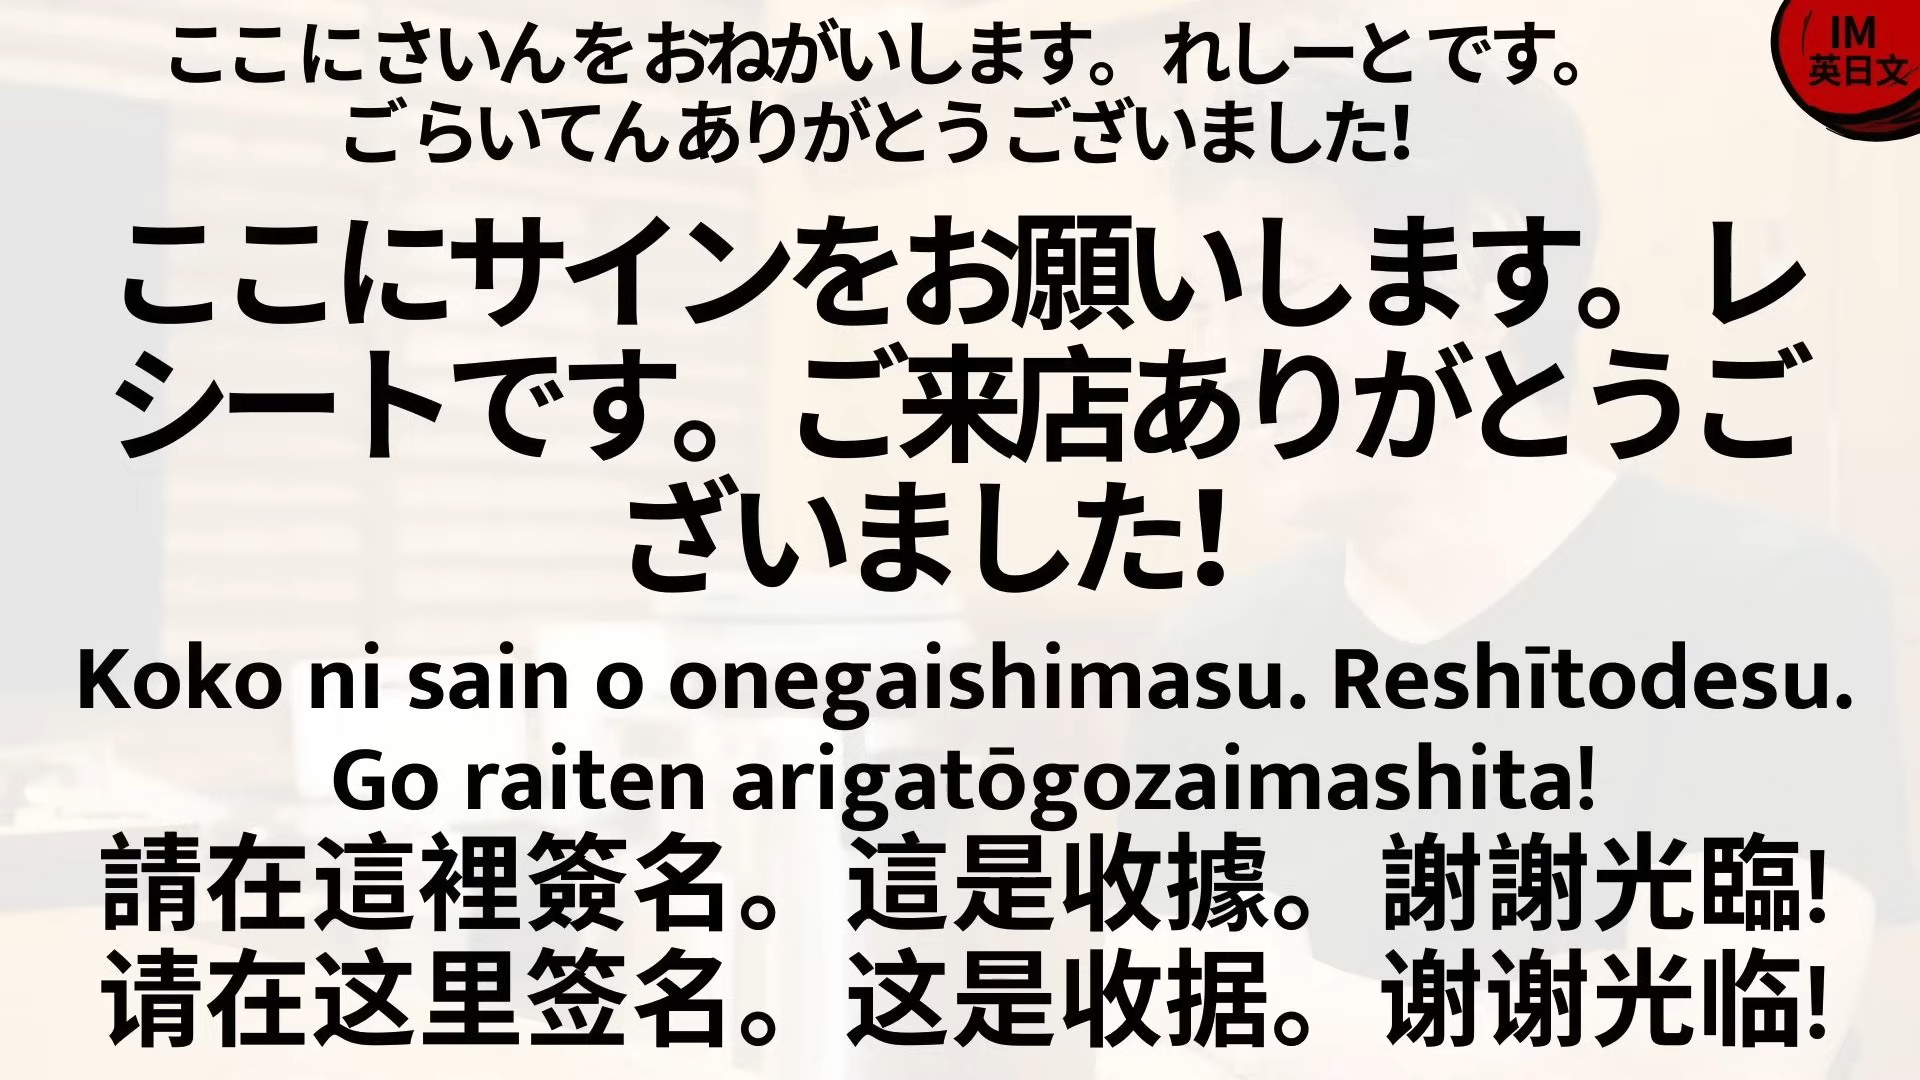 ここに さいん を おねがいします。 れしーと です。
ご らいてん ありがとう ございました!
IM
英日文
ここにサインをお願いします。レ
シートです。ご来店ありがとうご
ざいました!
Koko ni sain o onegaishimasu. Reshītodesu.
Go raiten arigatōgozaimashita!
請在這裡簽名。這是收據。謝謝光臨!
请在这里签名。这是收据。谢谢光临!